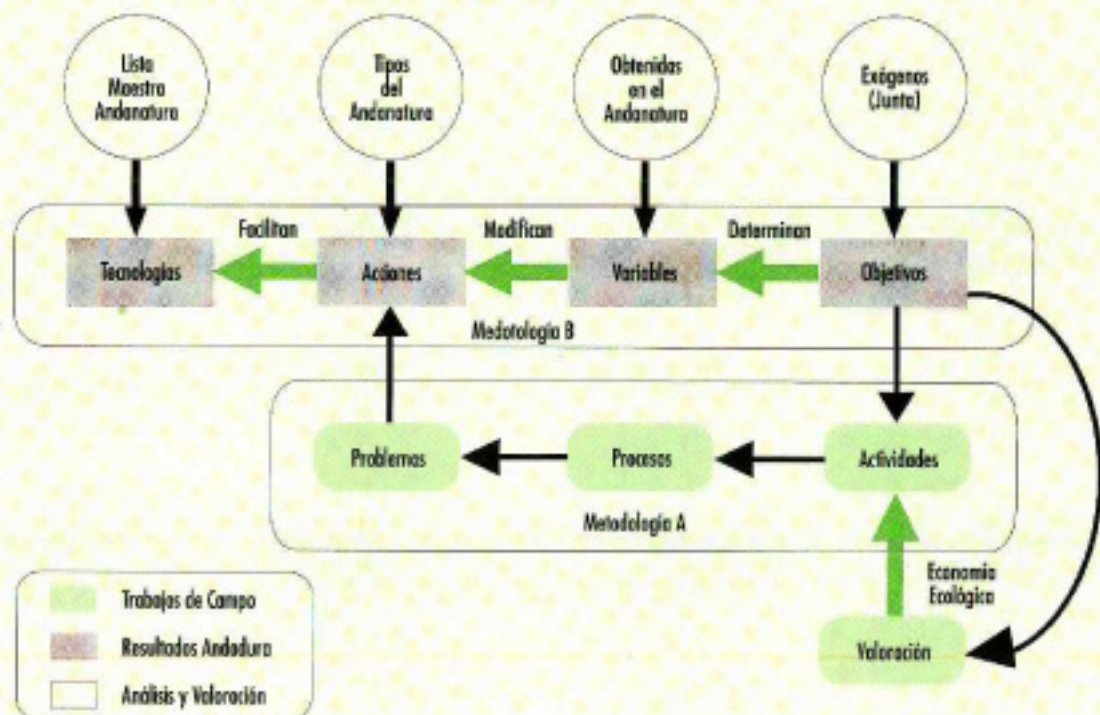 Lista
Maestra
Andanatura
Tipos
del
Andanatura
Obtenidas
en el
Andanatura
Exógenos
(Junta)
Facilitan
Modifican
Determinan
Tecnologías
Acciones
Variables
Objetivos
Medotología B
Problemas
Procesos
Actividades
Metodología A
Economía
Ecológica
Valoración
Trabajos de Campo
Resultados Andadura
Análisis y Valoración